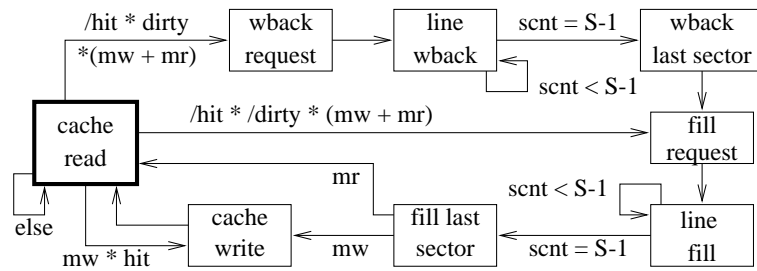 /hit * dirty
*(mw + mr)
wback
request
line
wback
scnt = S-1
scnt < S-1
wback
last sector
cache
read
/hit * /dirty * (mw + mr)
fill
request
else
mw * hit
cache
write
mr
mw
fill last
sector
scnt < S-1
scnt = S-1
line
fill